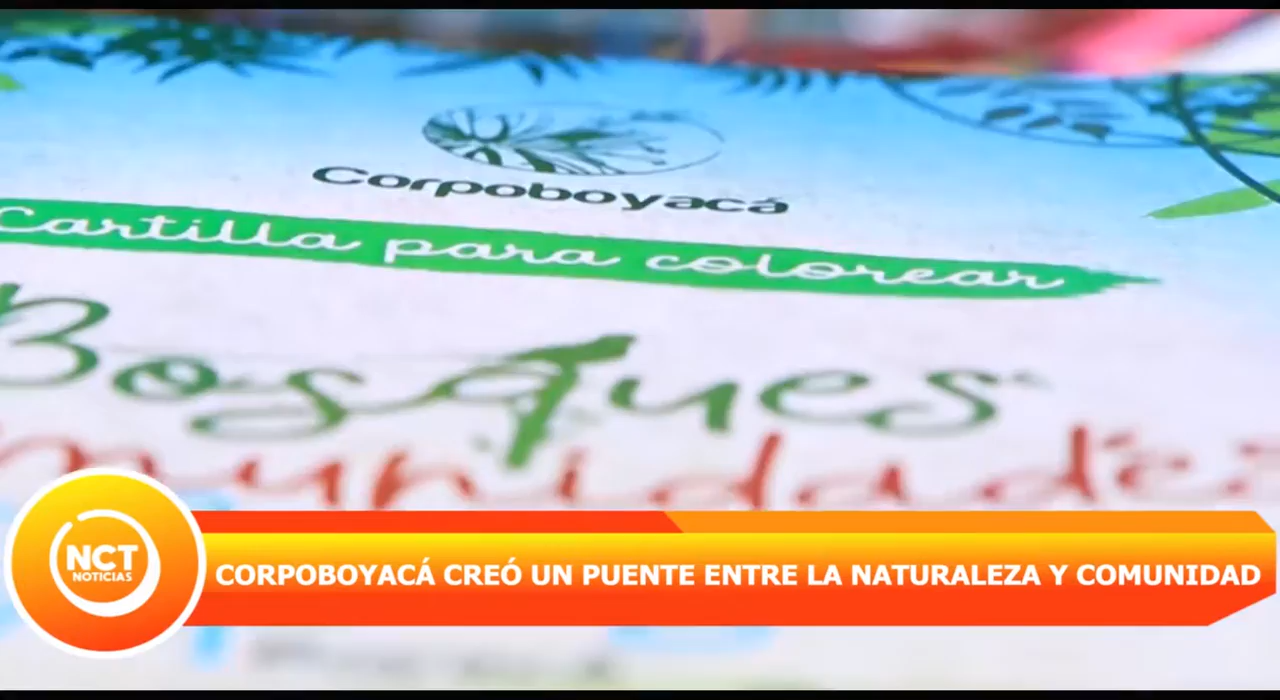 Corpoboyacá
Cartilla para colorear
Bosques
NCT
NOTICIAS
CORPOBOYACÁ CREÓ UN PUENTE ENTRE LA NATURALEZA Y COMUNIDAD